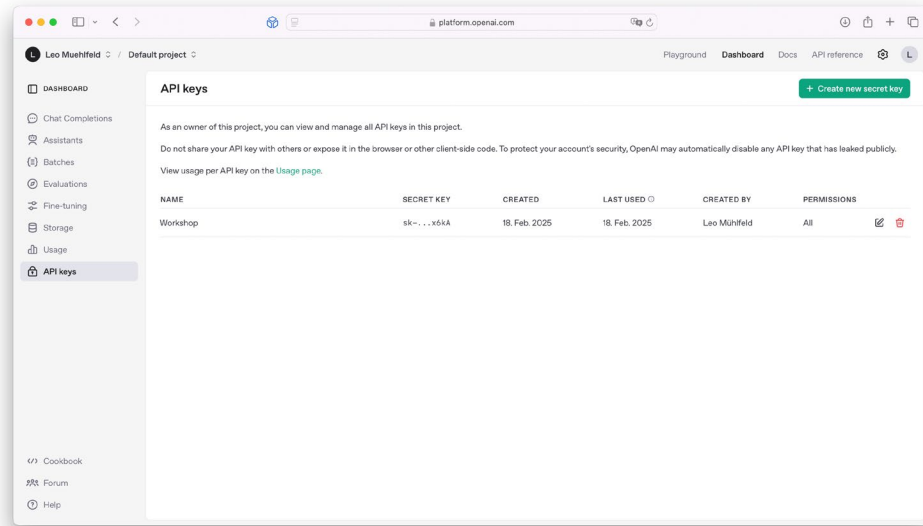 platform.openai.com
L Leo Muehlfeld / Default project
Playground Dashboard Docs API reference L
DASHBOARD
Chat Completions
Assistants
Batches
Evaluations
Fine-tuning
Storage
Usage
API keys
Cookbook
Forum
Help
API keys
+ Create new secret key
As an owner of this project, you can view and manage all API keys in this project.
Do not share your API key with others or expose it in the browser or other client-side code. To protect your account's security, OpenAI may automatically disable any API key that has leaked publicly.
View usage per API key on the Usage page.
NAME SECRET KEY CREATED LAST USED CREATED BY PERMISSIONS
Workshop sk-...x6kA 18. Feb. 2025 18. Feb. 2025 Leo Mühlfeld All